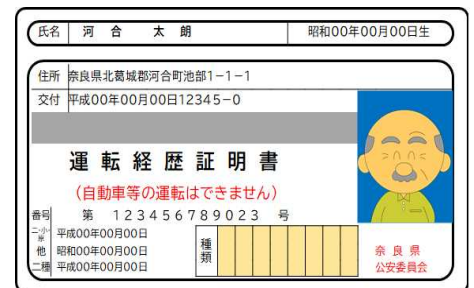 氏名 河合 太朗 昭和00年00月00日生
住所 奈良県北葛城郡河合町池部1-1-1
交付 平成00年00月00日12345-0
運転経歴証明書
(自動車等の運転はできません)
番号 第 123456789023 号
二・小・原 平成00年00月00日
他 昭和00年00月00日
二種 平成00年00月00日
種類
奈良県
公安委員会